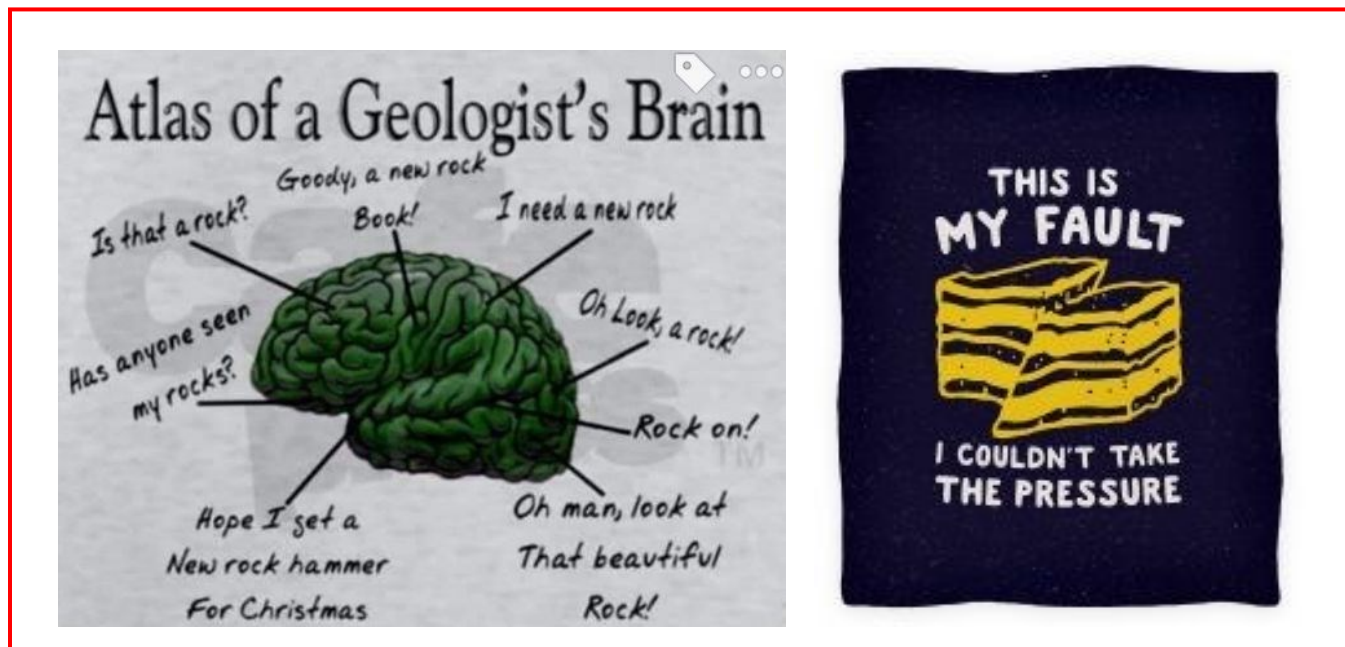 Atlas of a Geologist's Brain
Goody, a new rock
Book!
I need a new rock
Is that a rock?
Oh Look, a rock!
Has anyone seen
my rocks?
Rock on!
Hope I get a
New rock hammer
For Christmas
Oh man, look at
That beautiful
Rock!
TM
THIS IS
MY FAULT
I COULDN'T TAKE
THE PRESSURE